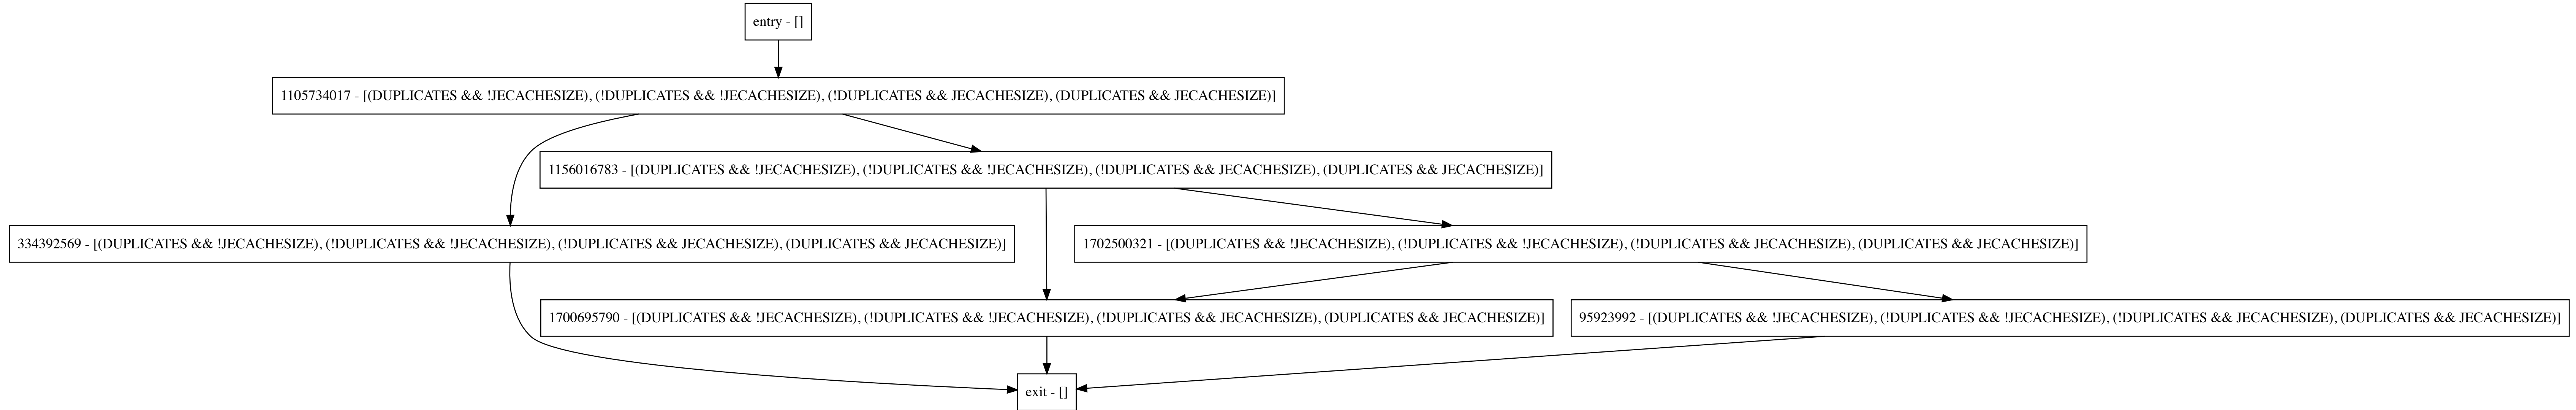 entry - []
1105734017 - [(DUPLICATES && !JECACHESIZE), (!DUPLICATES && !JECACHESIZE), (!DUPLICATES && JECACHESIZE), (DUPLICATES && JECACHESIZE)]
1156016783 - [(DUPLICATES && !JECACHESIZE), (!DUPLICATES && !JECACHESIZE), (!DUPLICATES && JECACHESIZE), (DUPLICATES && JECACHESIZE)]
334392569 - [(DUPLICATES && !JECACHESIZE), (!DUPLICATES && !JECACHESIZE), (!DUPLICATES && JECACHESIZE), (DUPLICATES && JECACHESIZE)]
1702500321 - [(DUPLICATES && !JECACHESIZE), (!DUPLICATES && !JECACHESIZE), (!DUPLICATES && JECACHESIZE), (DUPLICATES && JECACHESIZE)]
1700695790 - [(DUPLICATES && !JECACHESIZE), (!DUPLICATES && !JECACHESIZE), (!DUPLICATES && JECACHESIZE), (DUPLICATES && JECACHESIZE)]
95923992 - [(DUPLICATES && !JECACHESIZE), (!DUPLICATES && !JECACHESIZE), (!DUPLICATES && JECACHESIZE), (DUPLICATES && JECACHESIZE)]
exit - []